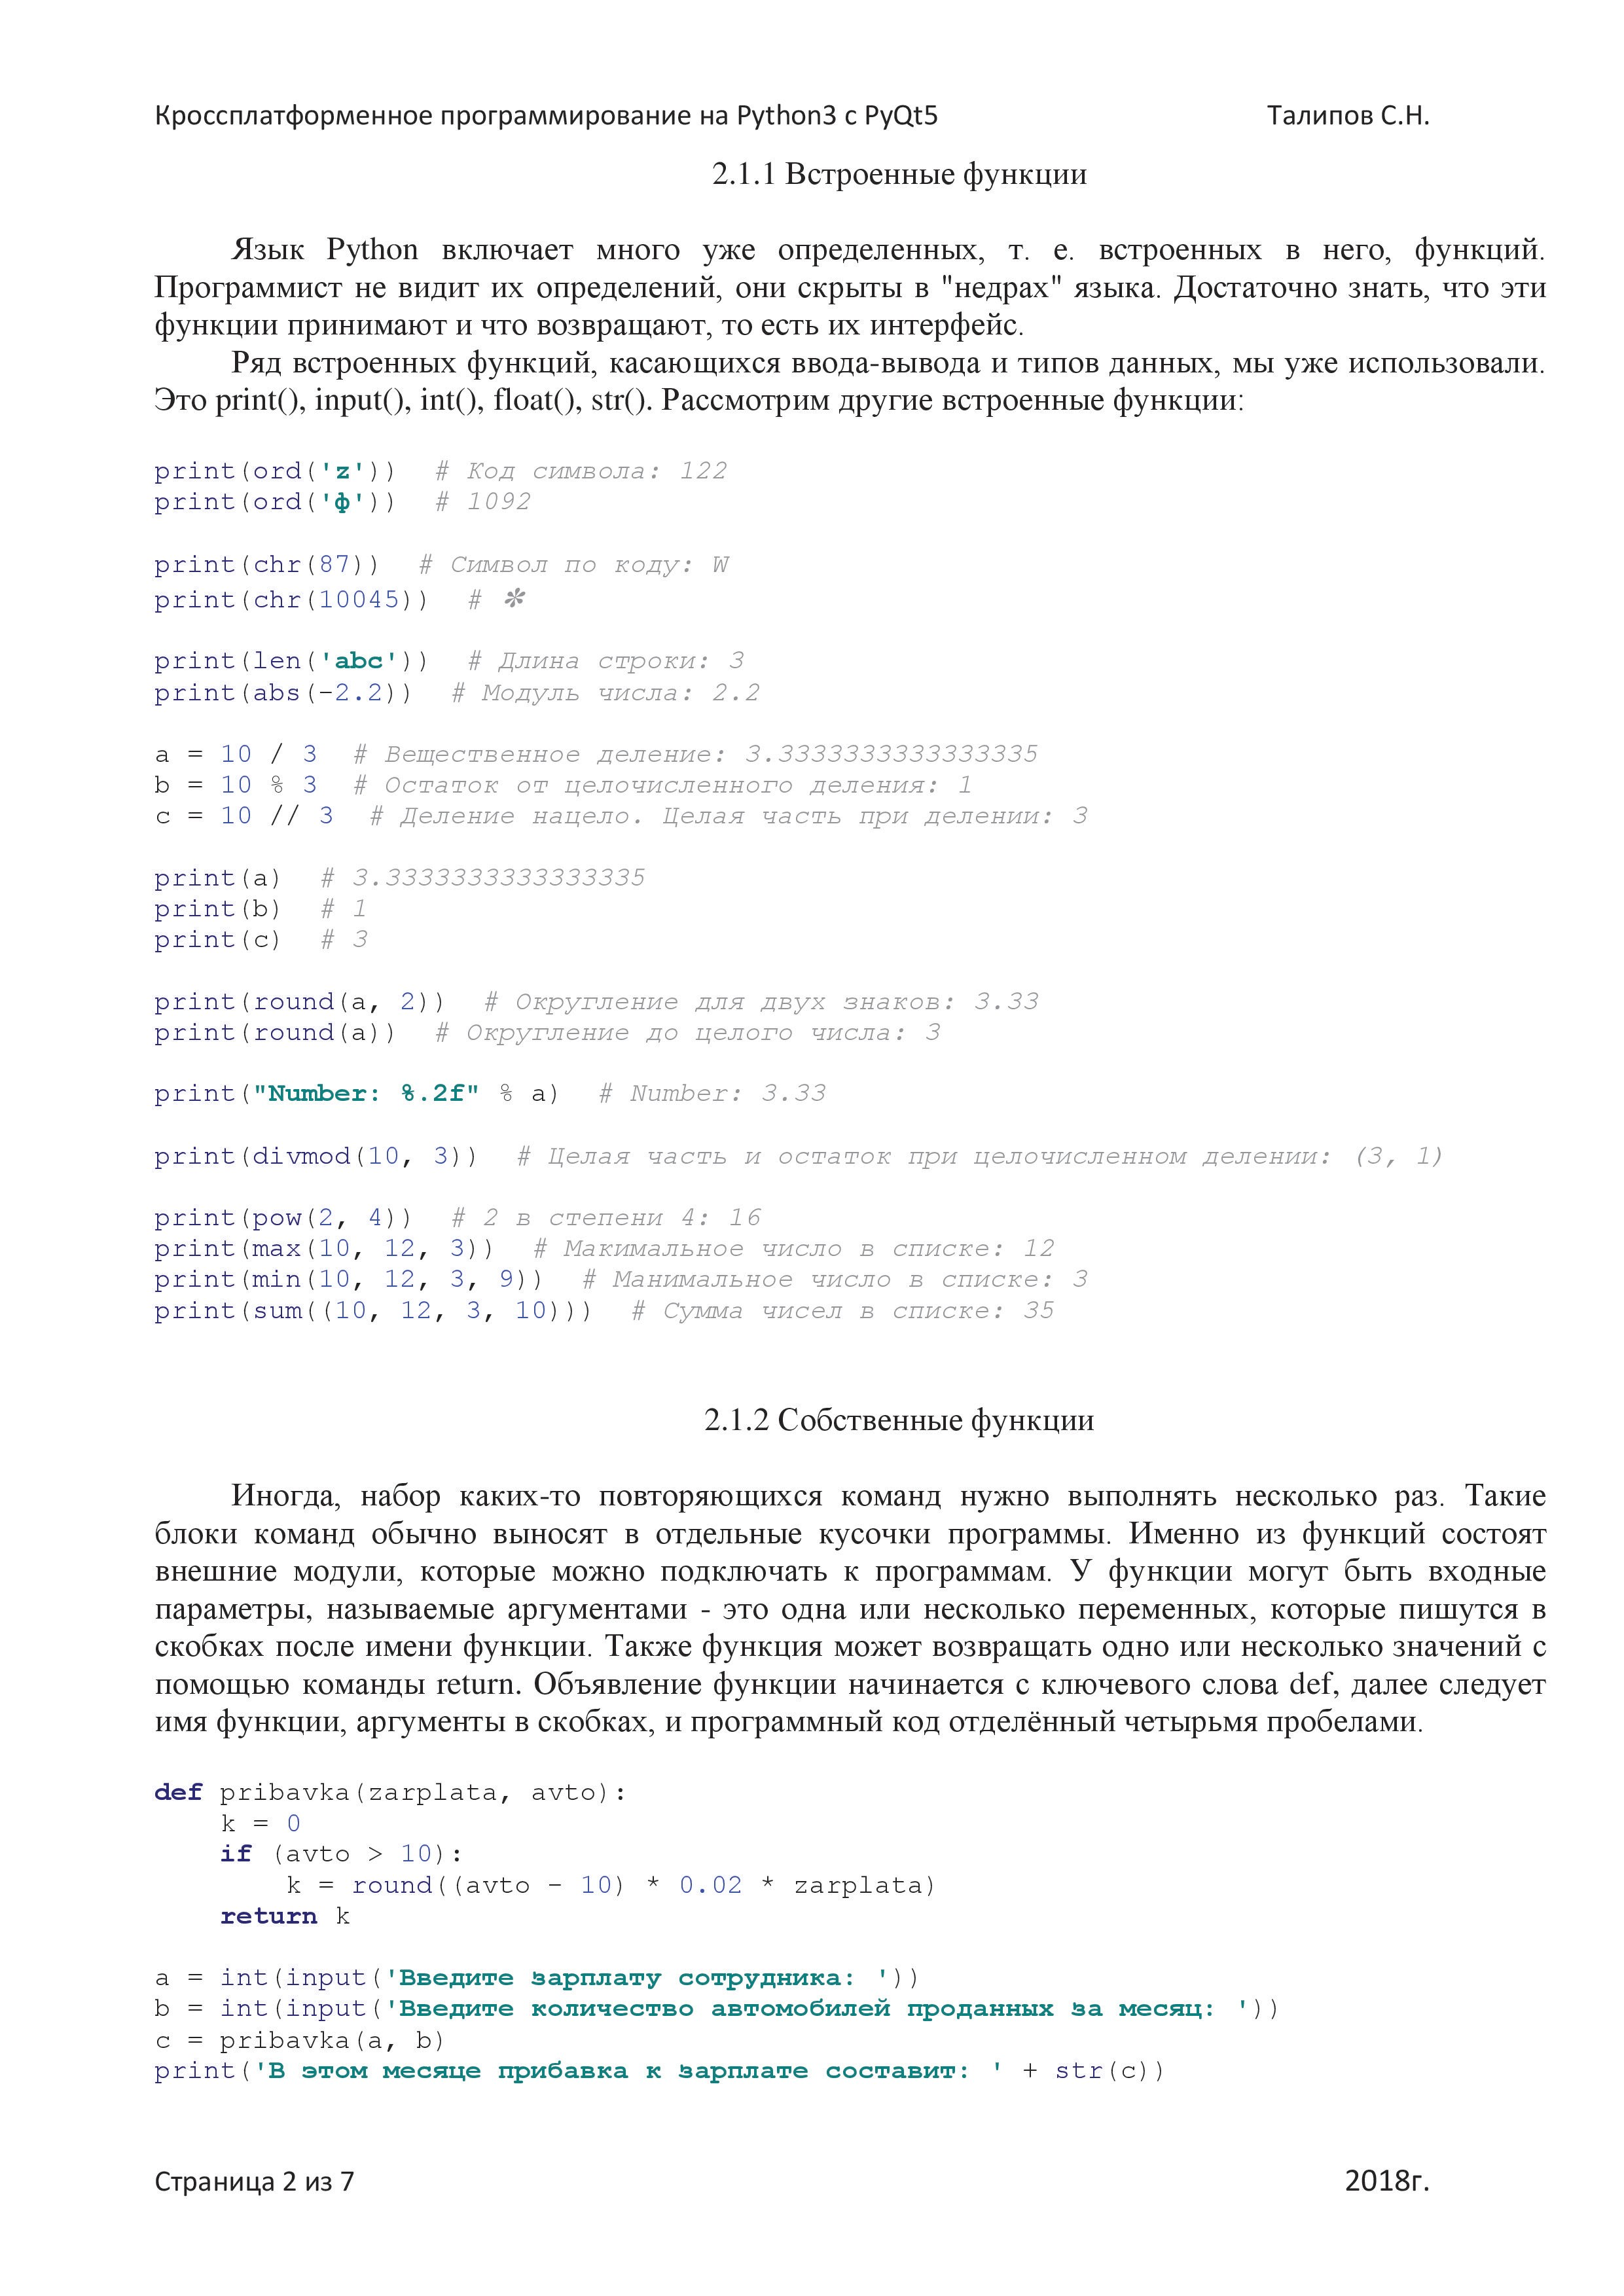 Кроссплатформенное программирование на Python3 с PyQt5 Талипов С.Н.
2.1.1 Встроенные функции
Язык Python включает много уже определенных, т. е. встроенных в него, функций.
Программист не видит их определений, они скрыты в "недрах" языка. Достаточно знать, что эти
функции принимают и что возвращают, то есть их интерфейс.
Ряд встроенных функций, касающихся ввода-вывода и типов данных, мы уже использовали.
Это print(), input(), int(), float(), str(). Рассмотрим другие встроенные функции:
print(ord('z'))  # Код символа: 122
print(ord('ф'))  # 1092
print(chr(87))  # Символ по коду: W
print(chr(10045))  # ✽
print(len('abc'))  # Длина строки: 3
print(abs(-2.2))  # Модуль числа: 2.2
a = 10 / 3  # Вещественное деление: 3.3333333333333335
b = 10 % 3  # Остаток от целочисленного деления: 1
c = 10 // 3  # Деление нацело. Целая часть при делении: 3
print(a)  # 3.3333333333333335
print(b)  # 1
print(c)  # 3
print(round(a, 2))  # Округление для двух знаков: 3.33
print(round(a))  # Округление до целого числа: 3
print("Number: %.2f" % a)  # Number: 3.33
print(divmod(10, 3))  # Целая часть и остаток при целочисленном делении: (3, 1)
print(pow(2, 4))  # 2 в степени 4: 16
print(max(10, 12, 3))  # Макимальное число в списке: 12
print(min(10, 12, 3, 9))  # Манимальное число в списке: 3
print(sum((10, 12, 3, 10)))  # Сумма чисел в списке: 35
2.1.2 Собственные функции
Иногда, набор каких-то повторяющихся команд нужно выполнять несколько раз. Такие
блоки команд обычно выносят в отдельные кусочки программы. Именно из функций состоят
внешние модули, которые можно подключать к программам. У функции могут быть входные
параметры, называемые аргументами - это одна или несколько переменных, которые пишутся в
скобках после имени функции. Также функция может возвращать одно или несколько значений с
помощью команды return. Объявление функции начинается с ключевого слова def, далее следует
имя функции, аргументы в скобках, и программный код отделённый четырьмя пробелами.
def pribavka(zarplata, avto):
    k = 0
    if (avto > 10):
        k = round((avto - 10) * 0.02 * zarplata)
    return k
a = int(input('Введите зарплату сотрудника: '))
b = int(input('Введите количество автомобилей проданных за месяц: '))
c = pribavka(a, b)
print('В этом месяце прибавка к зарплате составит: ' + str(c))
Страница 2 из 7 2018г.